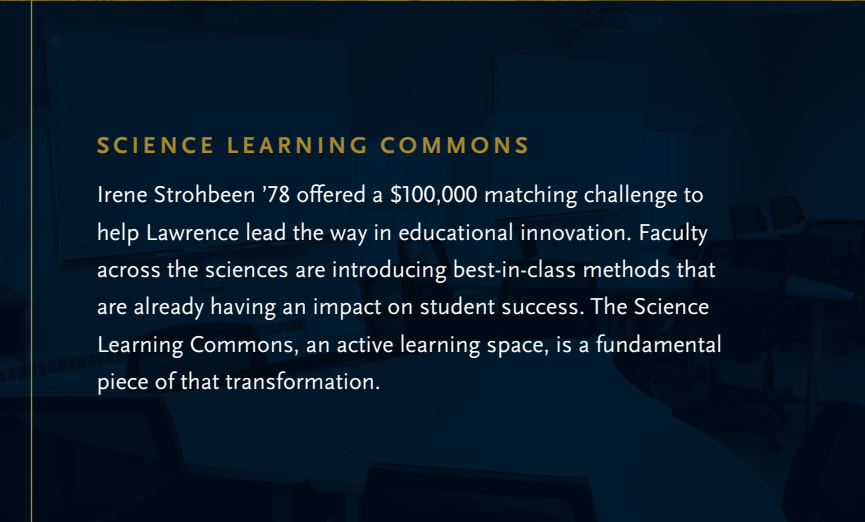 SCIENCE LEARNING COMMONS
Irene Strohbeen ’78 offered a $100,000 matching challenge to
help Lawrence lead the way in educational innovation. Faculty
across the sciences are introducing best-in-class methods that
are already having an impact on student success. The Science
Learning Commons, an active learning space, is a fundamental
piece of that transformation.